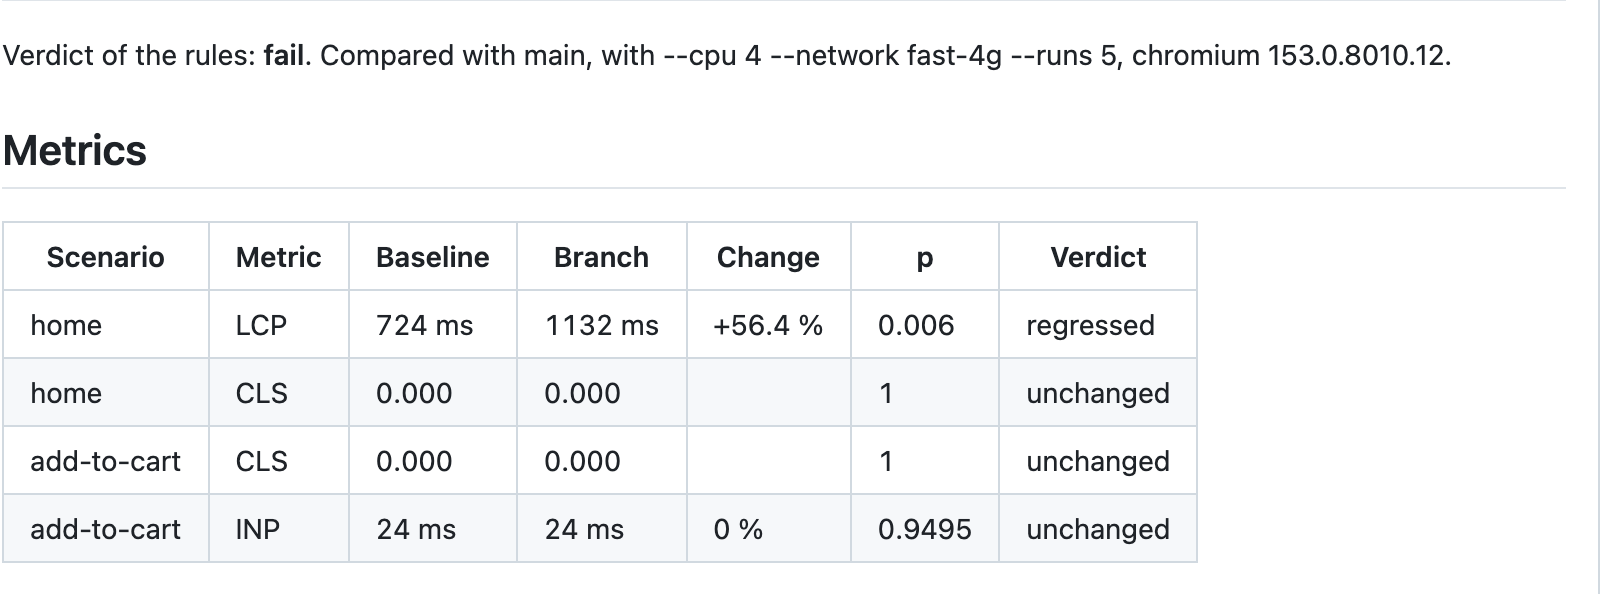 Verdict of the rules: fail. Compared with main, with --cpu 4 --network fast-4g --runs 5, chromium 153.0.8010.12.
Metrics
Scenario Metric Baseline Branch Change p Verdict
home LCP 724 ms 1132 ms +56.4 % 0.006 regressed
home CLS 0.000 0.000 1 unchanged
add-to-cart CLS 0.000 0.000 1 unchanged
add-to-cart INP 24 ms 24 ms 0 % 0.9495 unchanged